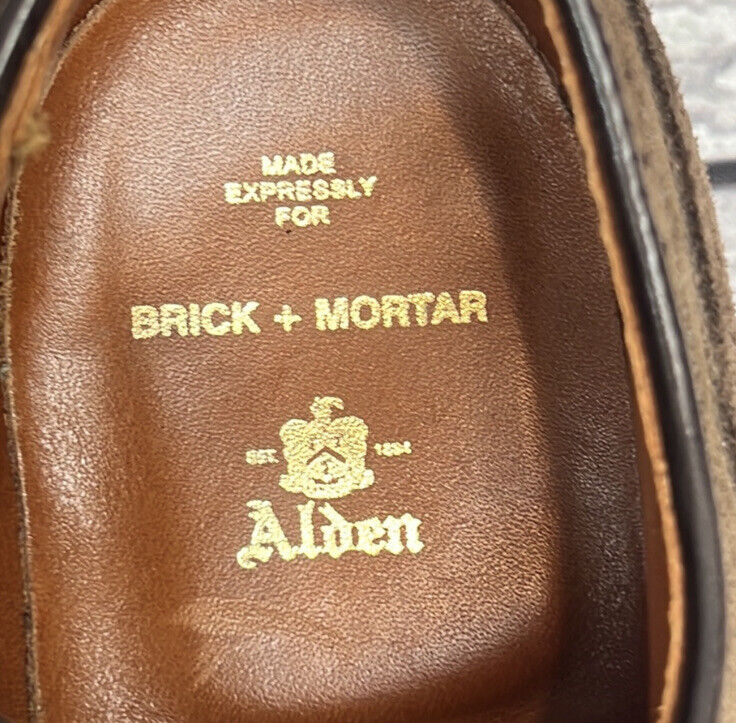 MADE
EXPRESSLY
FOR
BRICK + MORTAR
EST. 1884
Alden